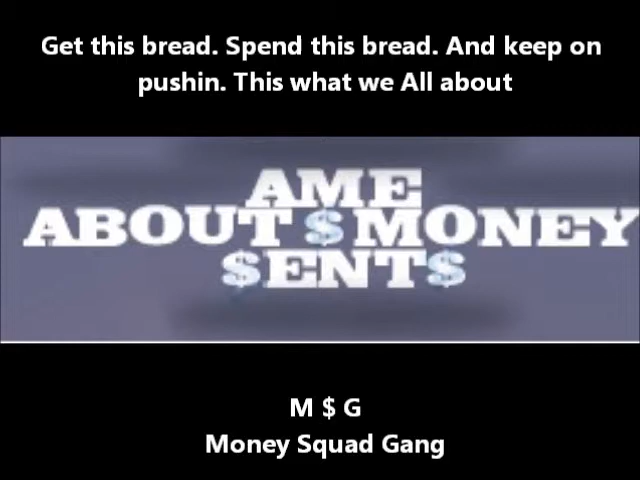 Get this bread. Spend this bread. And keep on
pushin. This what we All about
AME
ABOUT $ MONEY
$ENT$
M $ G
Money Squad Gang